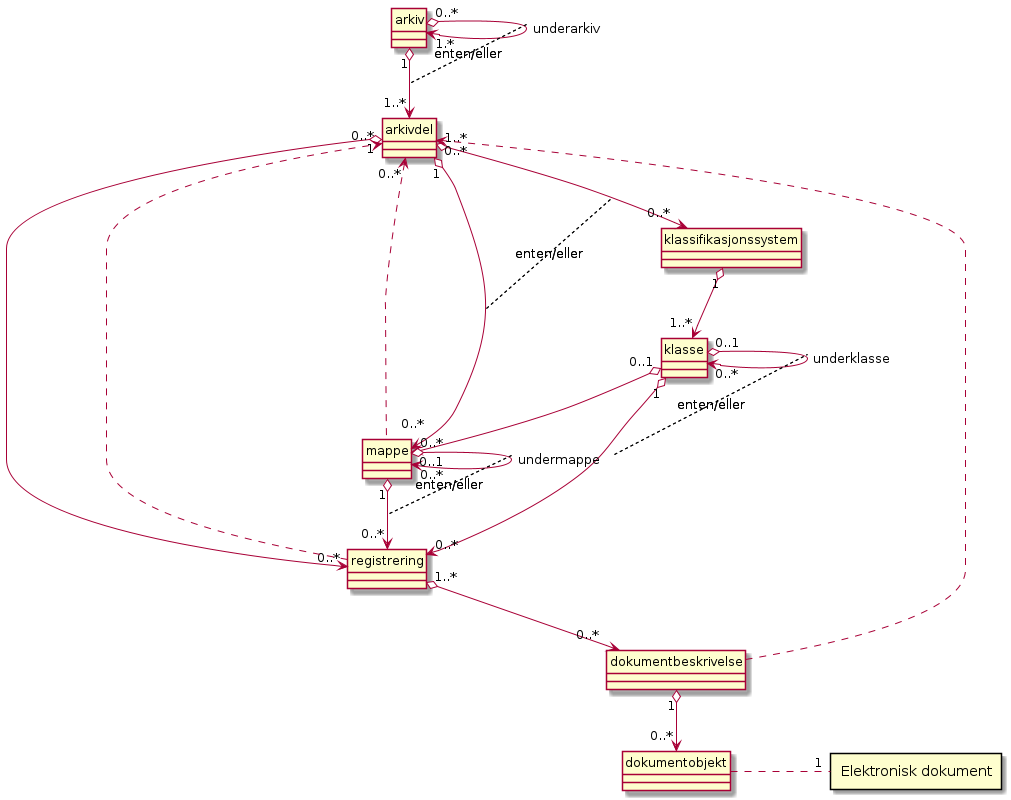 arkiv
0..*
underarkiv
1.*
enten/eller
1
1..*
arkivdel
0..*
1
1..*
0..*
0..*
1
0..*
klassifikasjonssystem
enten/eller
1
1..*
klasse
0..1
underklasse
0..1
0..*
1
enten/eller
0..*
mappe
0..*
undermappe
0..1
0..*
enten/eller
1
0..*
0..*
0..*
registrering
1..*
0..*
dokumentbeskrivelse
1
0..*
dokumentobjekt
1
Elektronisk dokument